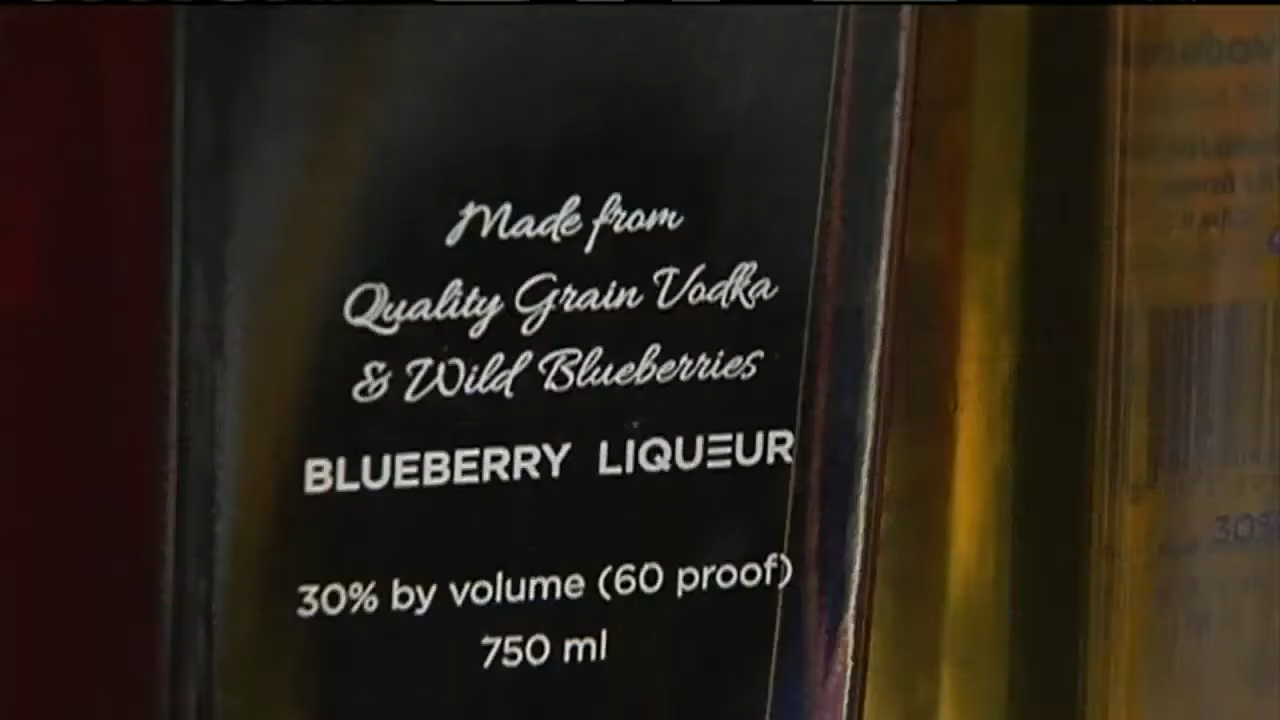 Made from
Quality Grain Vodka
& Wild Blueberries
BLUEBERRY LIQUEUR
30% by volume (60 proof)
750 ml